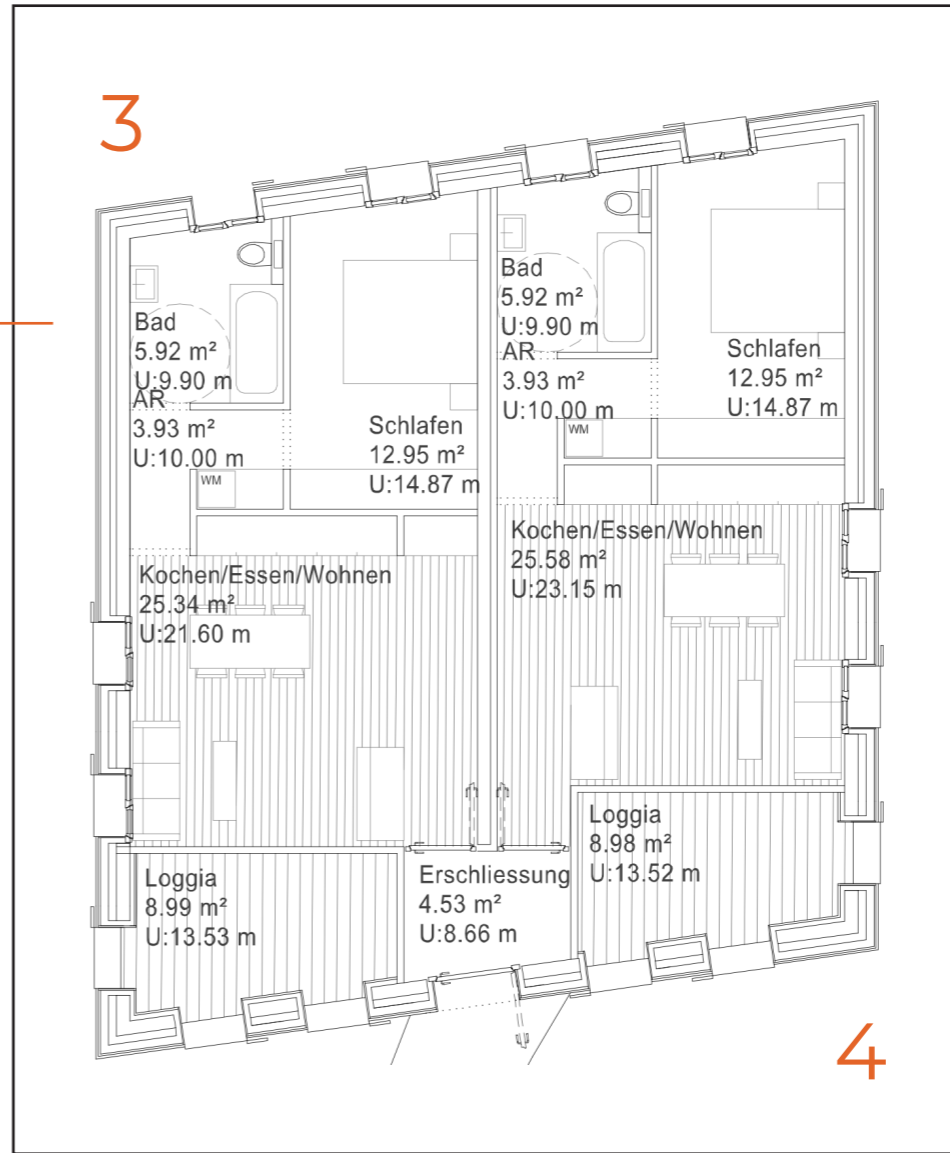 3
Bad
5.92 m²
U:9.90 m
AR
3.93 m²
U:10.00 m
WM
Schlafen
12.95 m²
U:14.87 m
Kochen/Essen/Wohnen
25.34 m²
U:21.60 m
Loggia
8.99 m²
U:13.53 m
Bad
5.92 m²
U:9.90 m
AR
3.93 m²
U:10.00 m
WM
Schlafen
12.95 m²
U:14.87 m
Kochen/Essen/Wohnen
25.58 m²
U:23.15 m
Loggia
8.98 m²
U:13.52 m
Erschliessung
4.53 m²
U:8.66 m
4